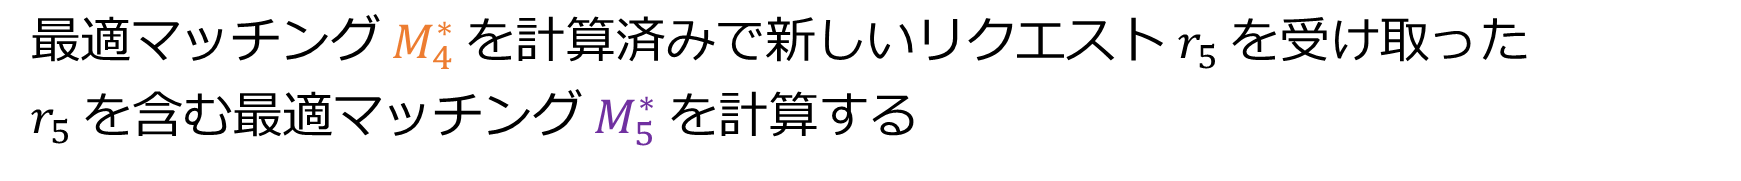 最適マッチング M₄* を計算済みで新しいリクエスト r₅ を受け取った
r₅ を含む最適マッチング M₅* を計算する